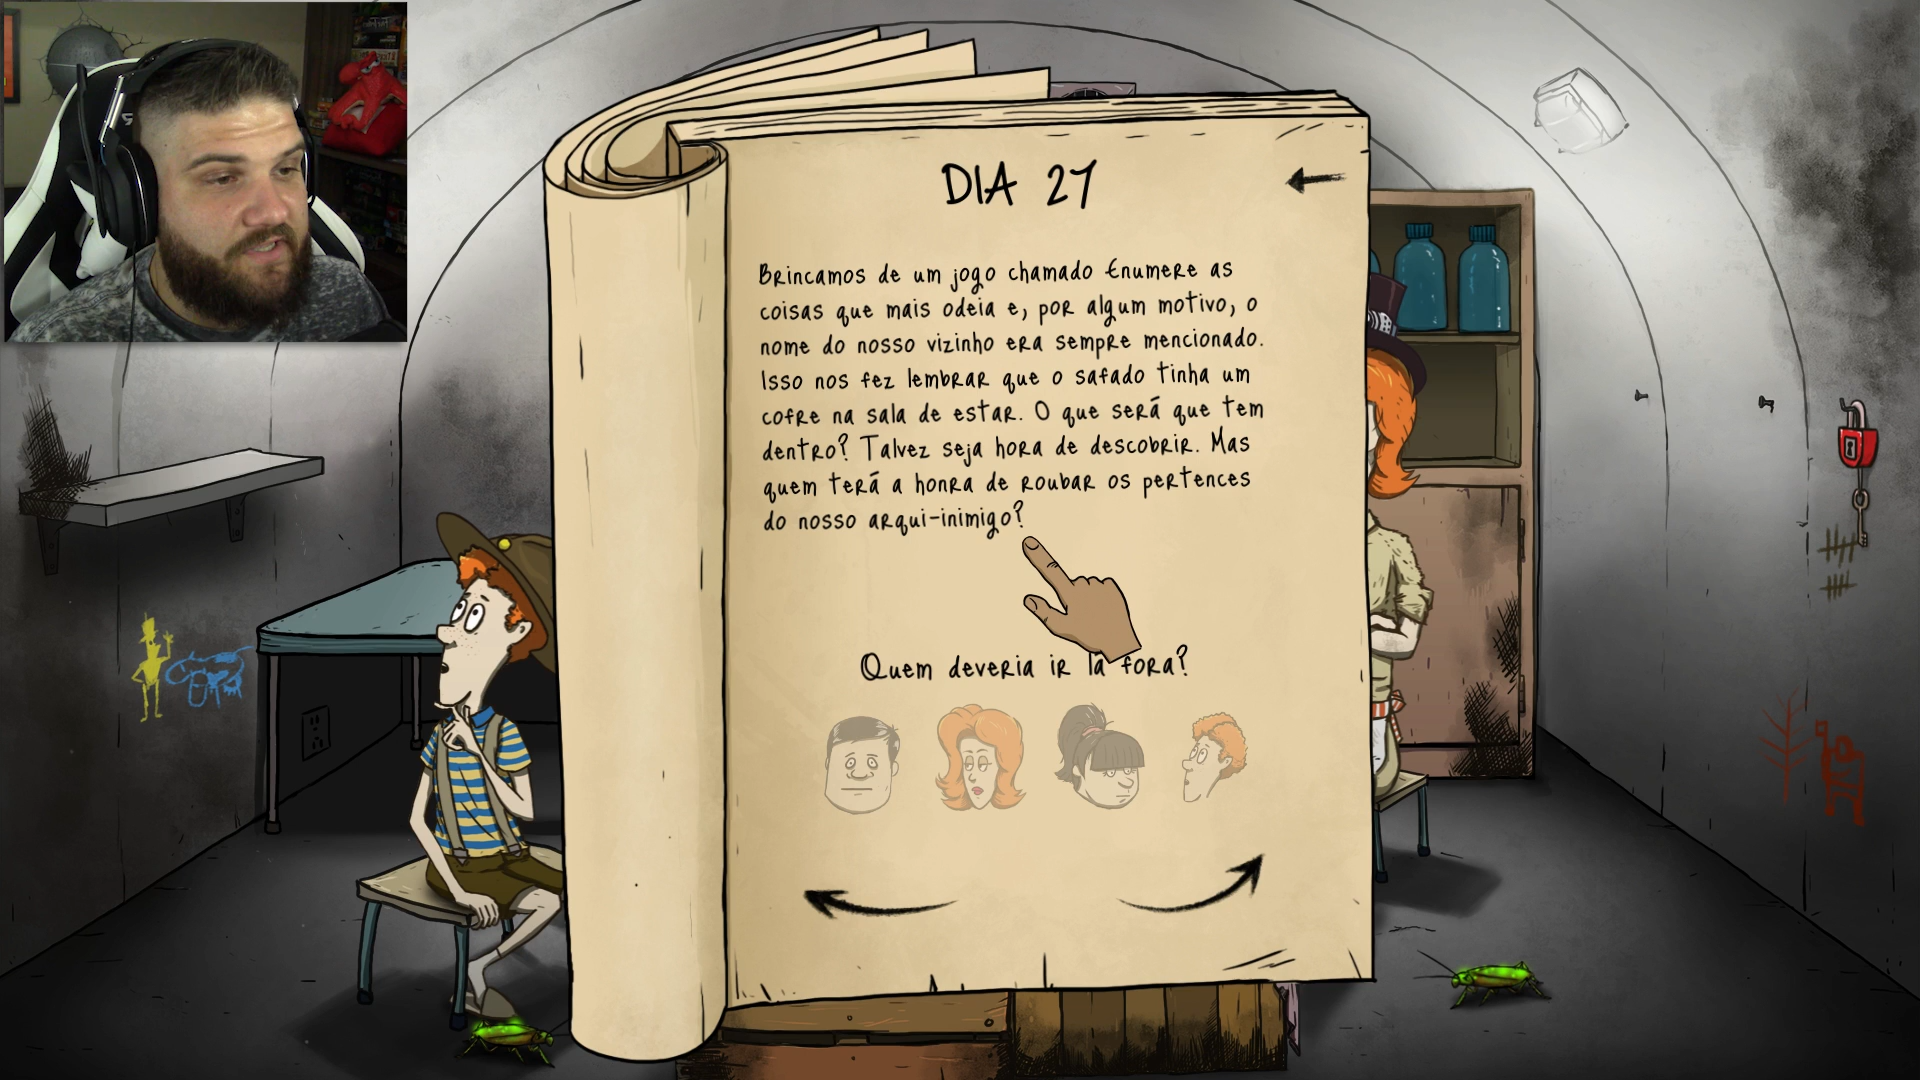 DIA 27
Brincamos de um jogo chamado Enumere as
coisas que mais odeia e, por algum motivo, o
nome do nosso vizinho era sempre mencionado.
Isso nos fez lembrar que o safado tinha um
cofre na sala de estar. O que será que tem
dentro? Talvez seja hora de descobrir. Mas
quem terá a honra de roubar os pertences
do nosso arqui-inimigo?
Quem deveria ir lá fora?